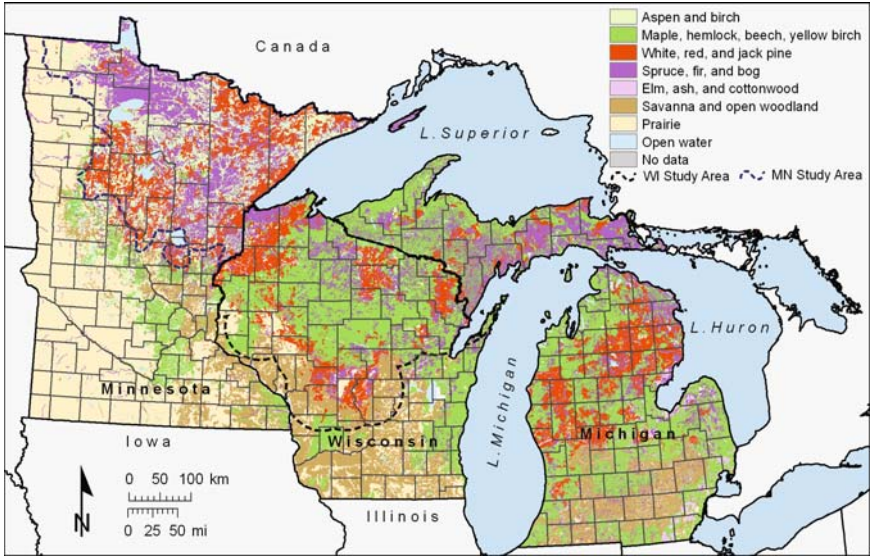 Canada
Aspen and birch
Maple, hemlock, beech, yellow birch
White, red, and jack pine
Spruce, fir, and bog
Elm, ash, and cottonwood
Savanna and open woodland
Prairie
Open water
No data
WI Study Area
MN Study Area
L. Superior
L. Huron
L. Michigan
Minnesota
Wisconsin
Michigan
Iowa
Illinois
N
0 50 100 km
0 25 50 mi